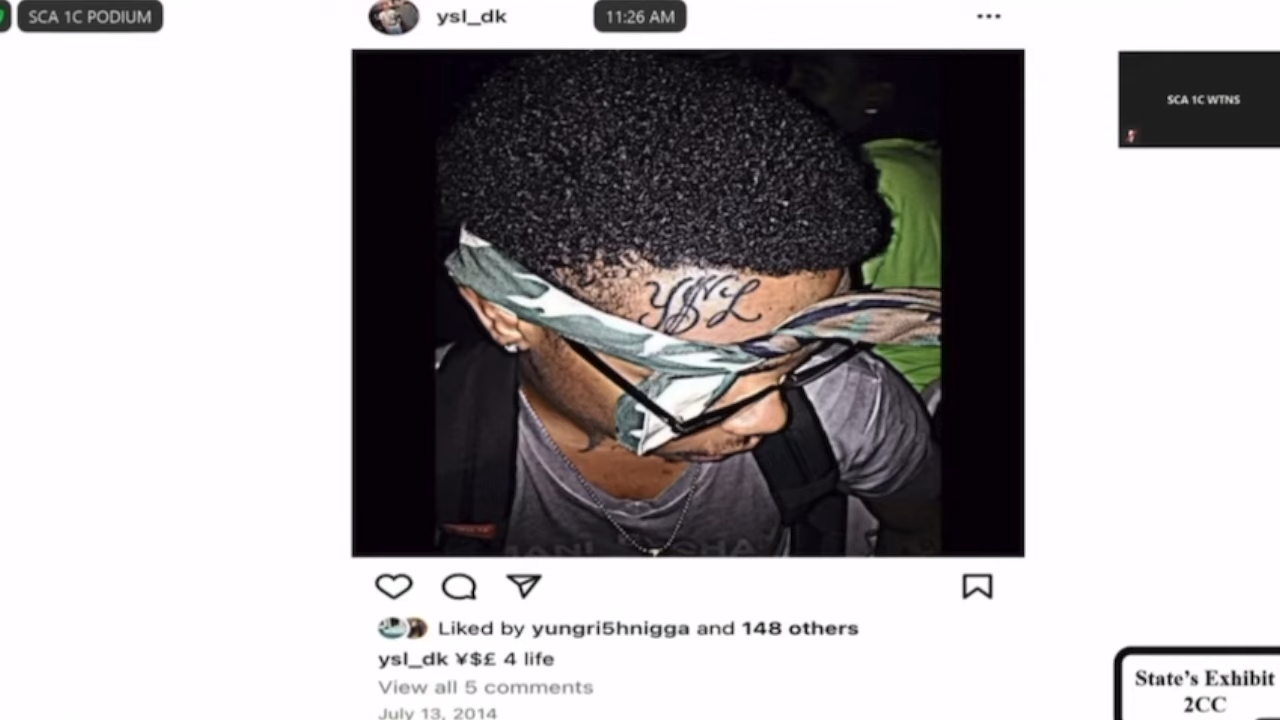 SCA 1C PODIUM
ysl_dk
11:26 AM
...
SCA 1C WTNS
YSL
Liked by yungri5hnigga and 148 others
ysl_dk ¥$£ 4 life
View all 5 comments
July 13, 2014
State's Exhibit
2CC